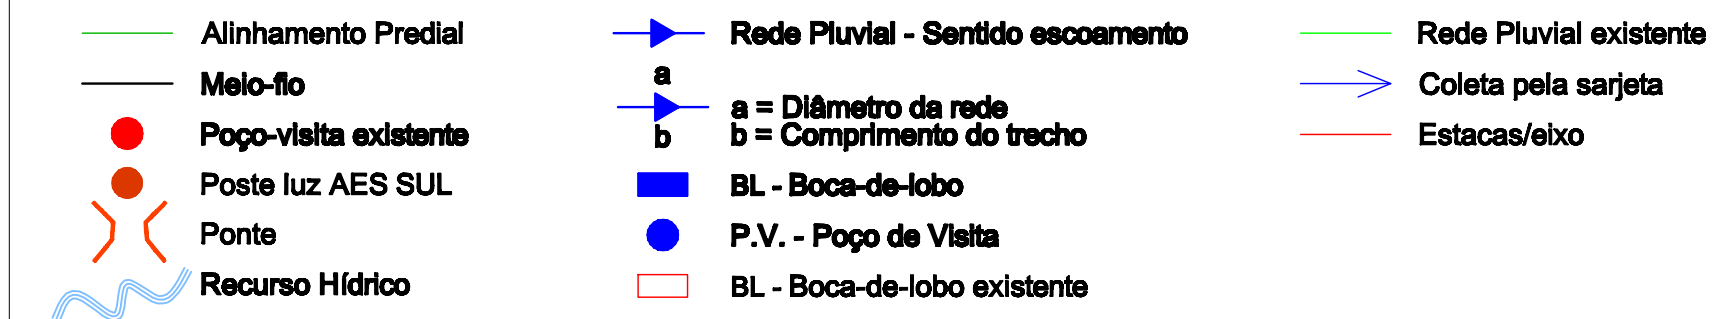 Alinhamento Predial
Meio-fio
Poço-visita existente
Poste luz AES SUL
Ponte
Recurso Hídrico
Rede Pluvial - Sentido escoamento
a
a = Diâmetro da rede
b
b = Comprimento do trecho
BL - Boca-de-lobo
P.V. - Poço de Visita
BL - Boca-de-lobo existente
Rede Pluvial existente
Coleta pela sarjeta
Estacas/eixo